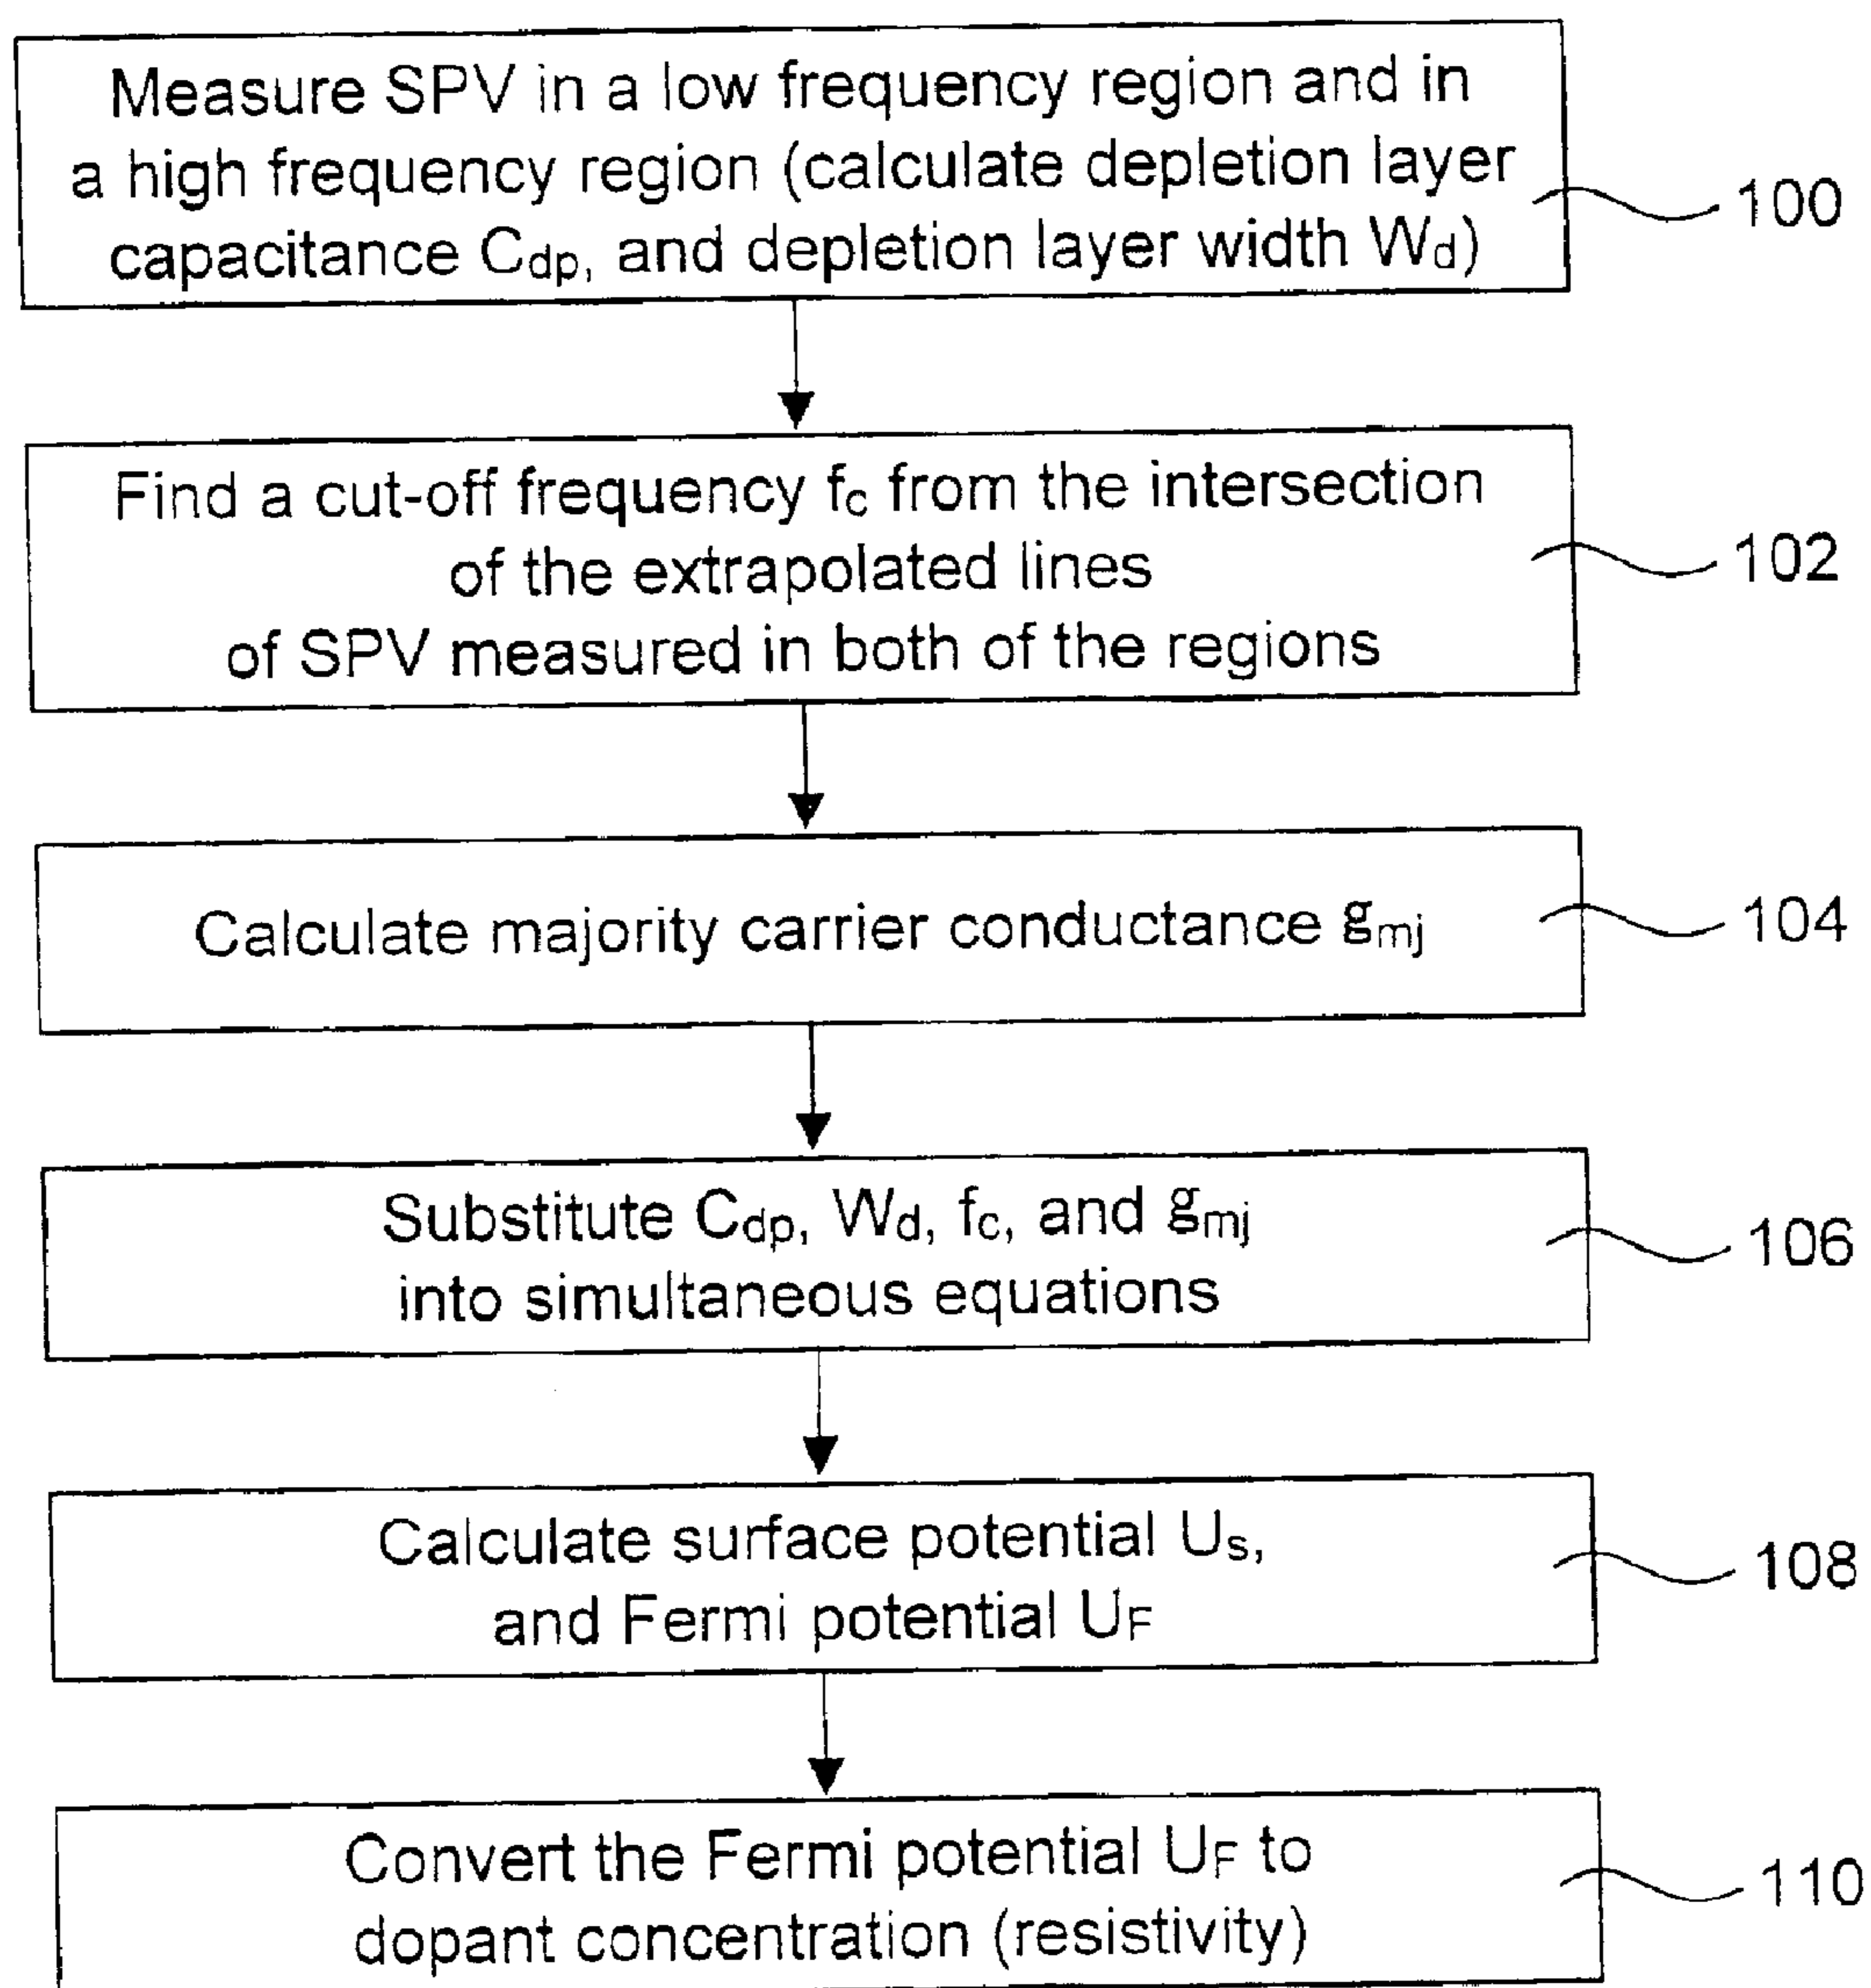 Measure SPV in a low frequency region and in
a high frequency region (calculate depletion layer
capacitance Cdp, and depletion layer width Wd)
100
Find a cut-off frequency fc from the intersection
of the extrapolated lines
of SPV measured in both of the regions
102
Calculate majority carrier conductance gmj
104
Substitute Cdp, Wd, fc, and gmj
into simultaneous equations
106
Calculate surface potential Us,
and Fermi potential UF
108
Convert the Fermi potential UF to
dopant concentration (resistivity)
110